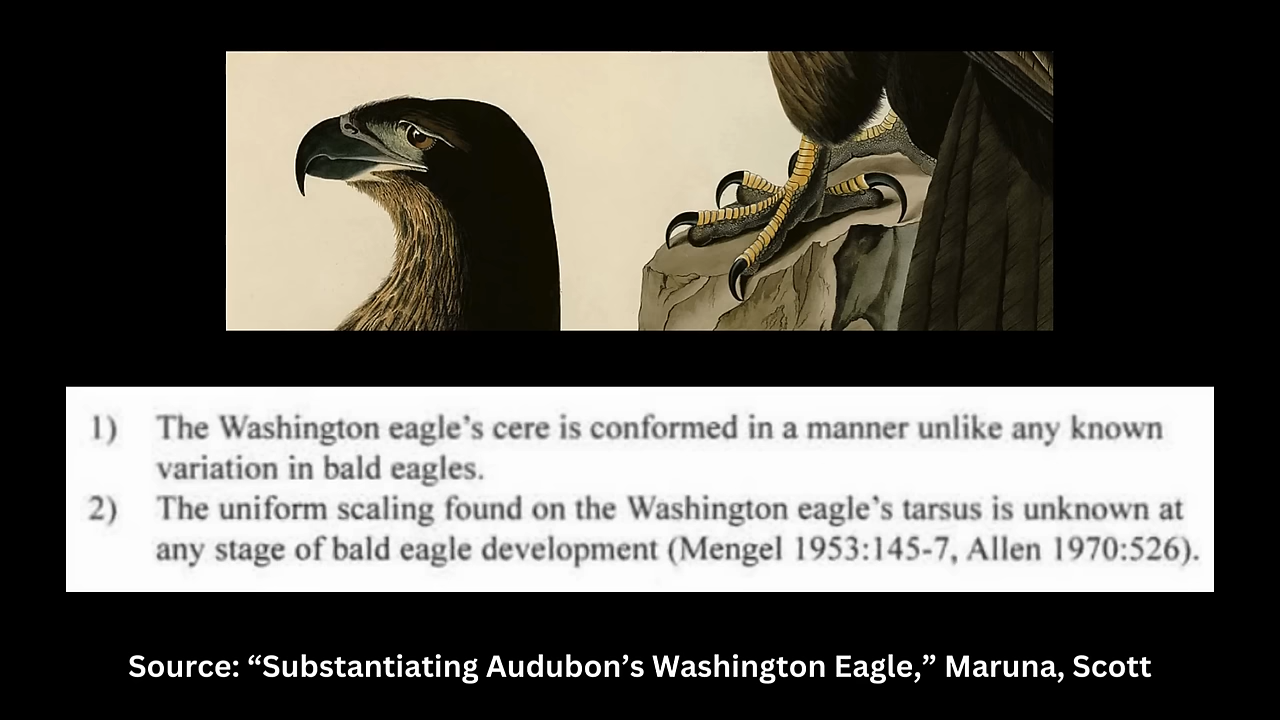 1) The Washington eagle's cere is conformed in a manner unlike any known
variation in bald eagles.
2) The uniform scaling found on the Washington eagle's tarsus is unknown at
any stage of bald eagle development (Mengel 1953:145-7, Allen 1970:526).
Source: “Substantiating Audubon’s Washington Eagle,” Maruna, Scott